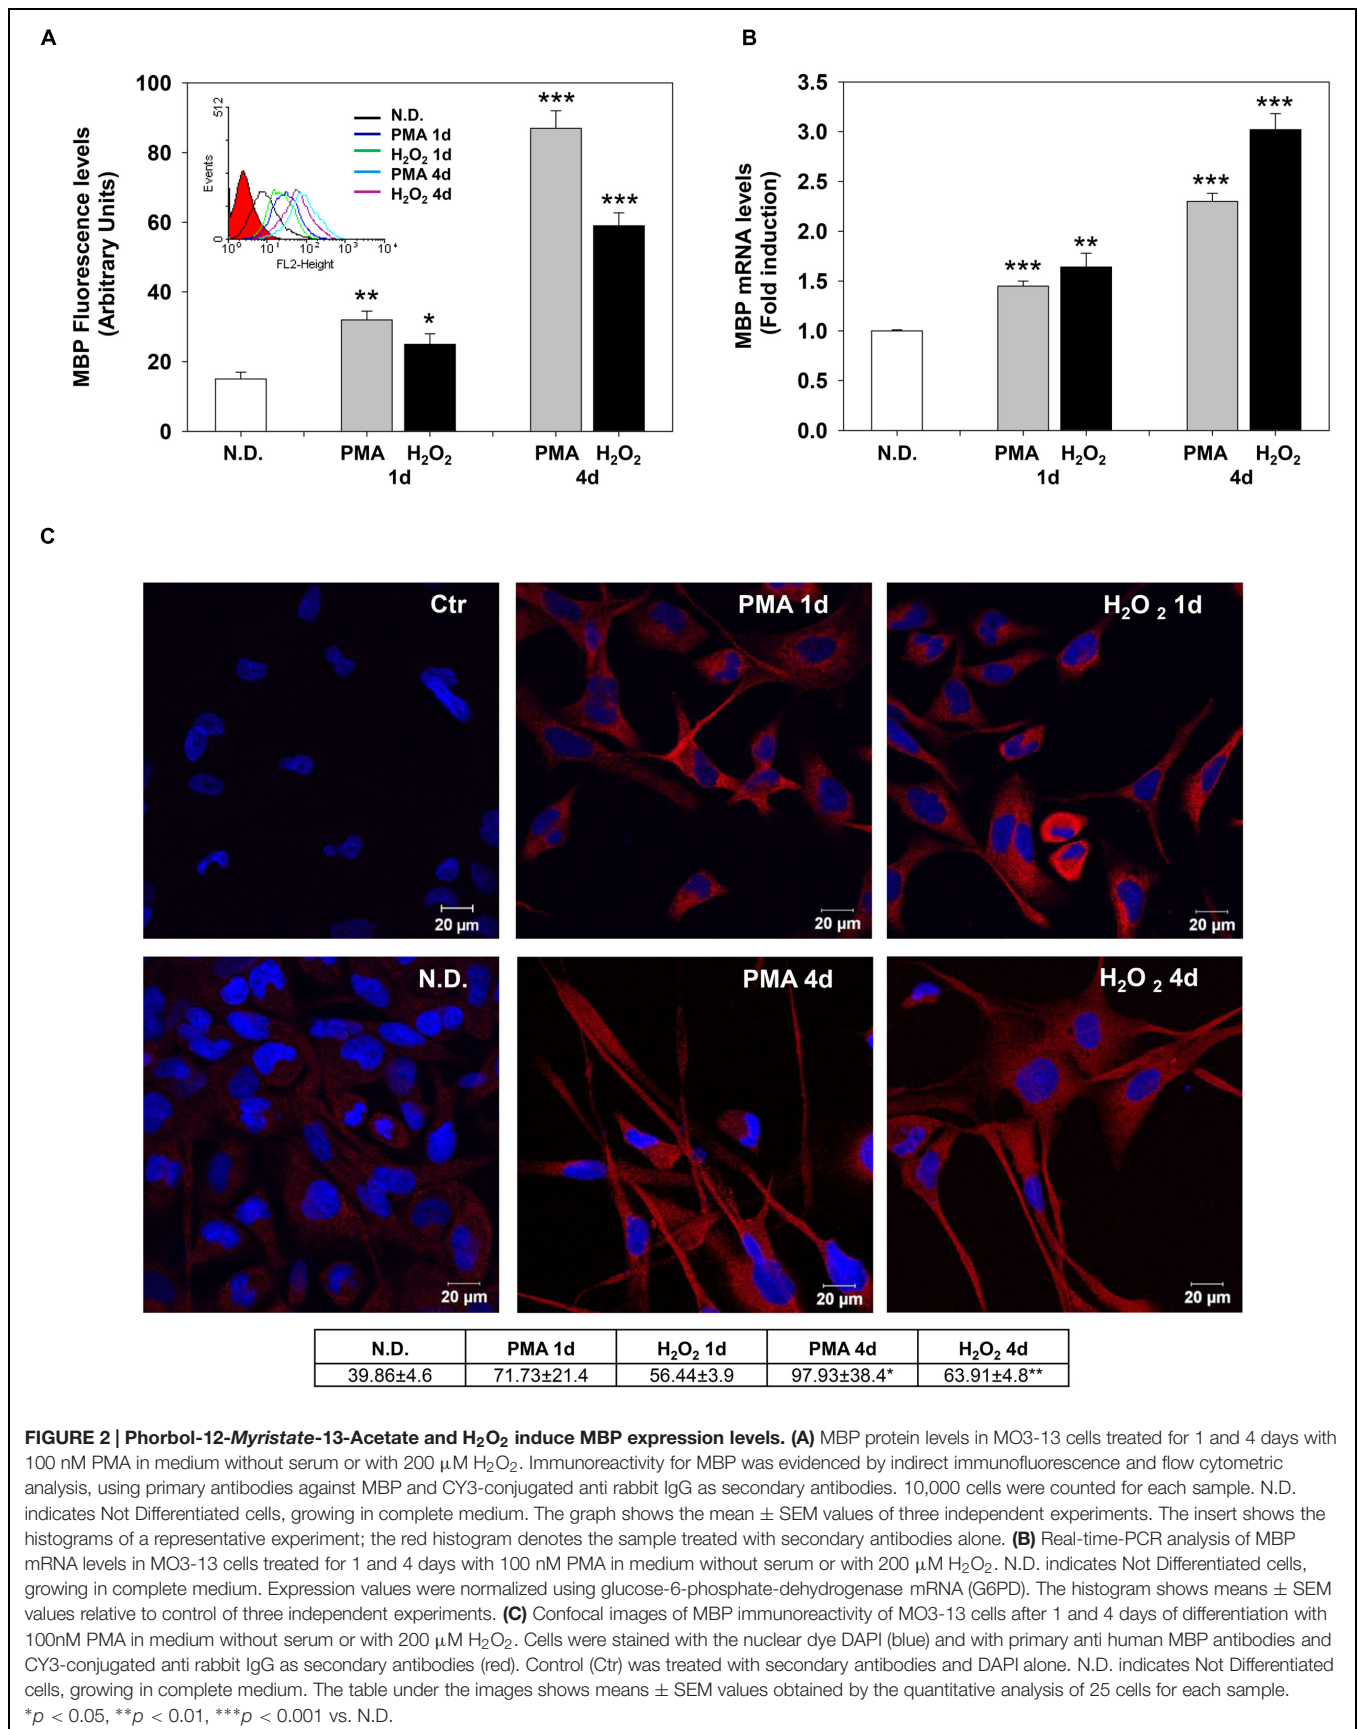 A
MBP Fluorescence levels
(Arbitrary Units)
100
80
60
40
20
0
512
Events
0
10⁰ 10¹ 10² 10³ 10⁴
FL2-Height
N.D.
PMA 1d
H₂O₂ 1d
PMA 4d
H₂O₂ 4d
**
*
***
***
N.D. PMA H₂O₂ PMA H₂O₂
1d 4d
B
MBP mRNA levels
(Fold induction)
3.5
3.0
2.5
2.0
1.5
1.0
0.5
0.0
***
**
***
***
N.D. PMA H₂O₂ PMA H₂O₂
1d 4d
C
Ctr
20 µm
PMA 1d
20 µm
H₂O ₂ 1d
20 µm
N.D.
20 µm
PMA 4d
20 µm
H₂O ₂ 4d
20 µm
N.D. PMA 1d H₂O₂ 1d PMA 4d H₂O₂ 4d
39.86±4.6 71.73±21.4 56.44±3.9 97.93±38.4* 63.91±4.8**
FIGURE 2 | Phorbol-12-Myristate-13-Acetate and H₂O₂ induce MBP expression levels. (A) MBP protein levels in MO3-13 cells treated for 1 and 4 days with
100 nM PMA in medium without serum or with 200 µM H₂O₂. Immunoreactivity for MBP was evidenced by indirect immunofluorescence and flow cytometric
analysis, using primary antibodies against MBP and CY3-conjugated anti rabbit IgG as secondary antibodies. 10,000 cells were counted for each sample. N.D.
indicates Not Differentiated cells, growing in complete medium. The graph shows the mean ± SEM values of three independent experiments. The insert shows the
histograms of a representative experiment; the red histogram denotes the sample treated with secondary antibodies alone. (B) Real-time-PCR analysis of MBP
mRNA levels in MO3-13 cells treated for 1 and 4 days with 100 nM PMA in medium without serum or with 200 µM H₂O₂. N.D. indicates Not Differentiated cells,
growing in complete medium. Expression values were normalized using glucose-6-phosphate-dehydrogenase mRNA (G6PD). The histogram shows means ± SEM
values relative to control of three independent experiments. (C) Confocal images of MBP immunoreactivity of MO3-13 cells after 1 and 4 days of differentiation with
100nM PMA in medium without serum or with 200 µM H₂O₂. Cells were stained with the nuclear dye DAPI (blue) and with primary anti human MBP antibodies and
CY3-conjugated anti rabbit IgG as secondary antibodies (red). Control (Ctr) was treated with secondary antibodies and DAPI alone. N.D. indicates Not Differentiated
cells, growing in complete medium. The table under the images shows means ± SEM values obtained by the quantitative analysis of 25 cells for each sample.
*p < 0.05, **p < 0.01, ***p < 0.001 vs. N.D.